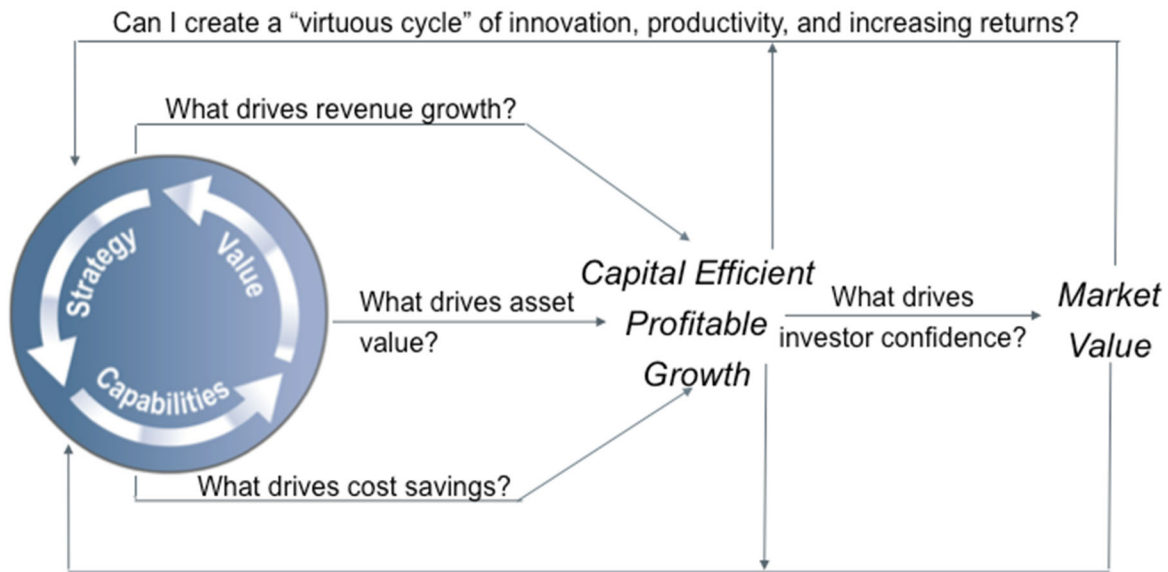 Can I create a “virtuous cycle” of innovation, productivity, and increasing returns?
What drives revenue growth?
Strategy
Value
Capabilities
What drives asset
value?
Capital Efficient
Profitable
Growth
What drives
investor confidence?
Market
Value
What drives cost savings?